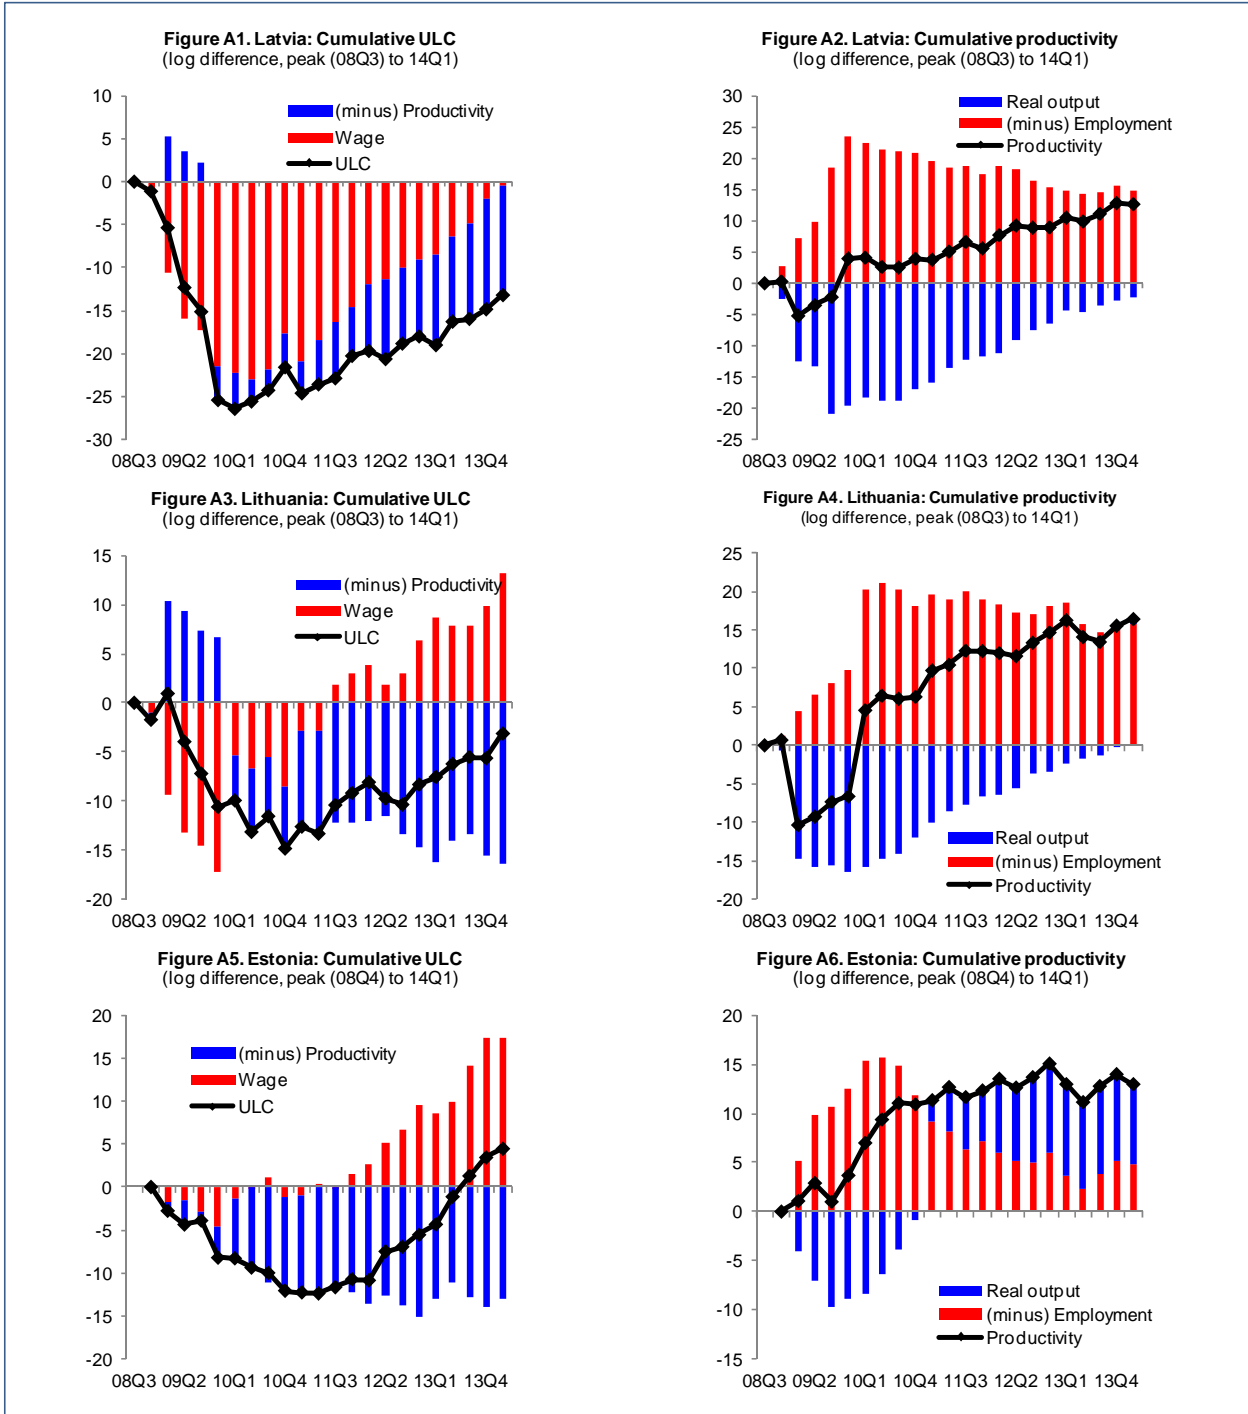 Figure A1. Latvia: Cumulative ULC
(log difference, peak (08Q3) to 14Q1)
10
5
0
-5
-10
-15
-20
-25
-30
(minus) Productivity
Wage
ULC
08Q3 09Q2 10Q1 10Q4 11Q3 12Q2 13Q1 13Q4
Figure A2. Latvia: Cumulative productivity
(log difference, peak (08Q3) to 14Q1)
30
25
20
15
10
5
0
-5
-10
-15
-20
-25
Real output
(minus) Employment
Productivity
08Q3 09Q2 10Q1 10Q4 11Q3 12Q2 13Q1 13Q4
Figure A3. Lithuania: Cumulative ULC
(log difference, peak (08Q3) to 14Q1)
15
10
5
0
-5
-10
-15
-20
(minus) Productivity
Wage
ULC
08Q3 09Q2 10Q1 10Q4 11Q3 12Q2 13Q1 13Q4
Figure A4. Lithuania: Cumulative productivity
(log difference, peak (08Q3) to 14Q1)
25
20
15
10
5
0
-5
-10
-15
-20
Real output
(minus) Employment
Productivity
08Q3 09Q2 10Q1 10Q4 11Q3 12Q2 13Q1 13Q4
Figure A5. Estonia: Cumulative ULC
(log difference, peak (08Q4) to 14Q1)
20
15
10
5
0
-5
-10
-15
-20
(minus) Productivity
Wage
ULC
08Q3 09Q2 10Q1 10Q4 11Q3 12Q2 13Q1 13Q4
Figure A6. Estonia: Cumulative productivity
(log difference, peak (08Q4) to 14Q1)
20
15
10
5
0
-5
-10
-15
Real output
(minus) Employment
Productivity
08Q3 09Q2 10Q1 10Q4 11Q3 12Q2 13Q1 13Q4